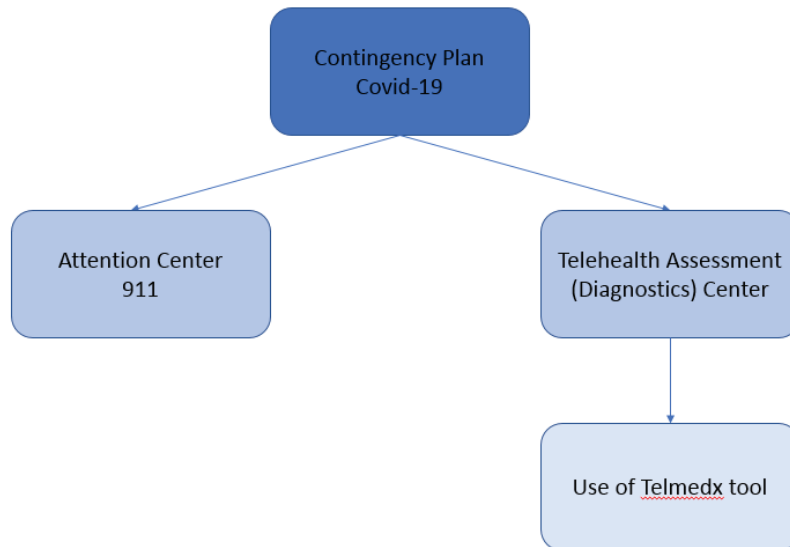 Contingency Plan
Covid-19
Attention Center
911
Telehealth Assessment
(Diagnostics) Center
Use of Telmedx tool